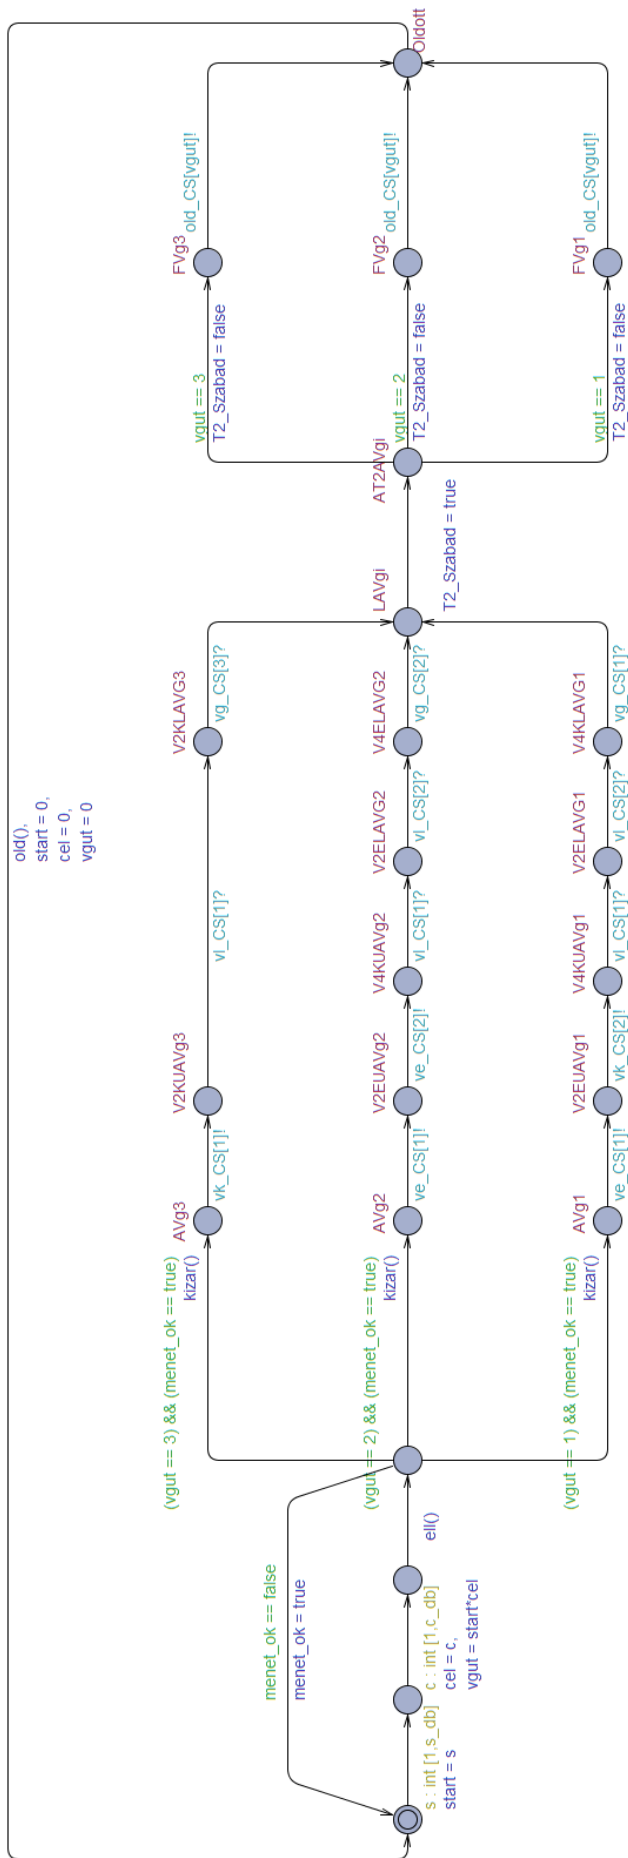 old(),
start = 0,
cel = 0,
vgut = 0
(vgut == 3) && (menet_ok == true)
kizar()
AVg3
vk_CS[1]!
V2KUAVg3
vl_CS[1]?
V2KLAVG3
vg_CS[3]?
vgut == 3
T2_Szabad = false
FVg3
old_CS[vgut]!
menet_ok == false
menet_ok = true
s : int [1,s_db]
start = s
c : int [1,c_db]
cel = c,
vgut = start*cel
ell()
(vgut == 2) && (menet_ok == true)
kizar()
AVg2
ve_CS[1]!
V2EUAVg2
ve_CS[2]!
V4KUAVg2
vl_CS[1]?
V2ELAVG2
vl_CS[2]?
V4ELAVG2
vg_CS[2]?
LAVgi
T2_Szabad = true
AT2AVgi
vgut == 2
T2_Szabad = false
FVg2
old_CS[vgut]!
Oldott
(vgut == 1) && (menet_ok == true)
kizar()
AVg1
ve_CS[1]!
V2EUAVg1
vk_CS[2]!
V4KUAVg1
vl_CS[1]?
V2ELAVG1
vl_CS[2]?
V4KLAVG1
vg_CS[1]?
vgut == 1
T2_Szabad = false
FVg1
old_CS[vgut]!